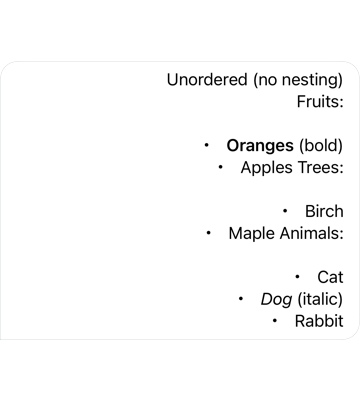 Unordered (no nesting)
Fruits:
• Oranges (bold)
• Apples Trees:
• Birch
• Maple Animals:
• Cat
• Dog (italic)
• Rabbit